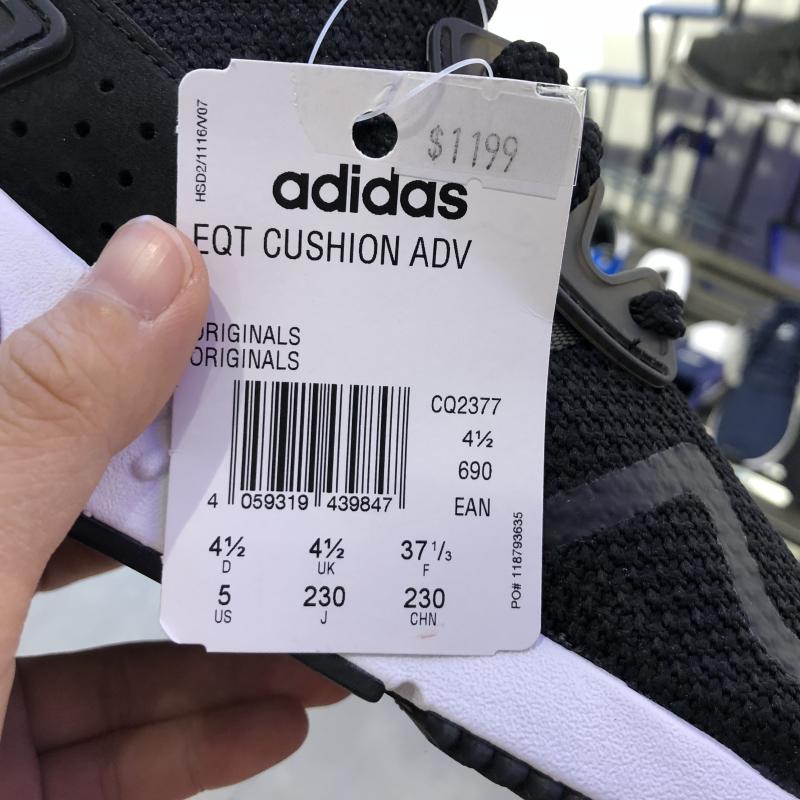 HSD2/1116/V07
$1199
adidas
EQT CUSHION ADV
ORIGINALS
ORIGINALS
CQ2377
4½
690
EAN
4 059319 439847
4½ 4½ 37 1/3
D UK F
5 230 230
US J CHN
PO# 118793635